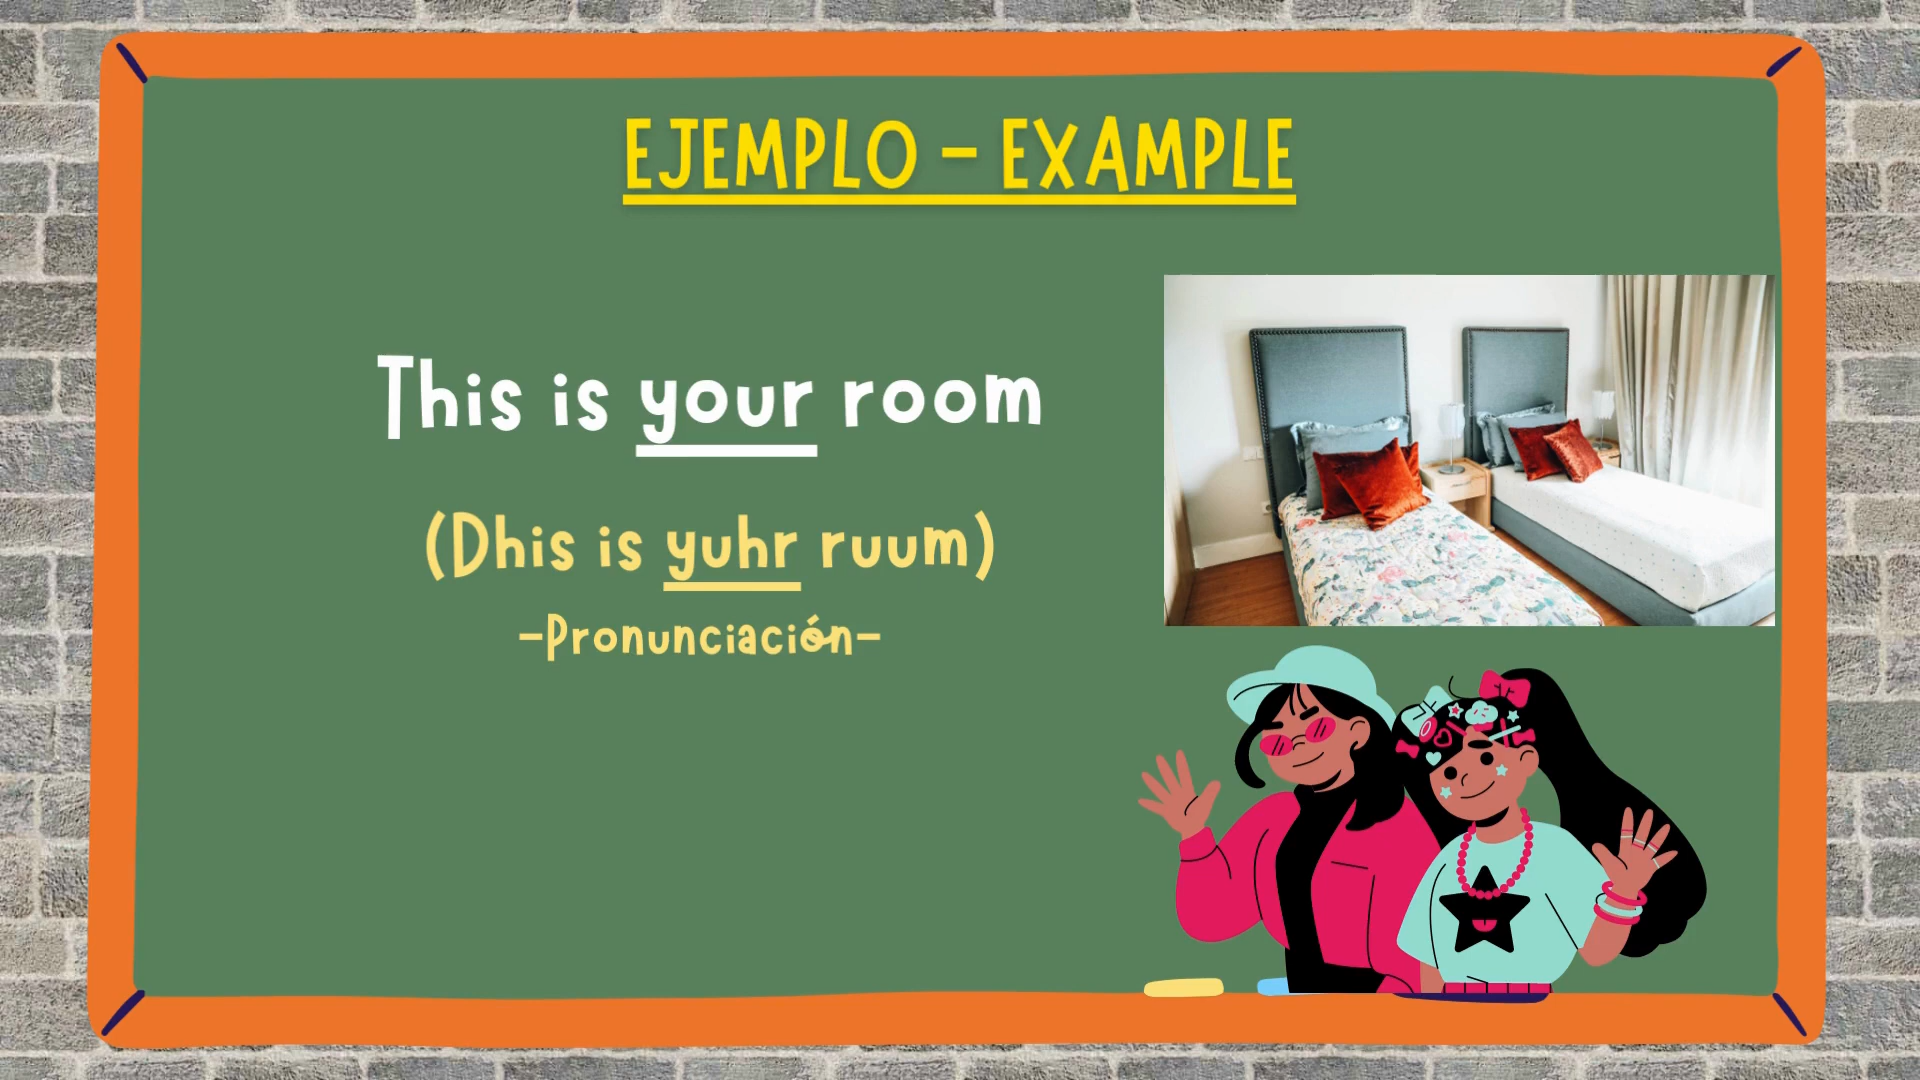 EJEMPLO - EXAMPLE
This is your room
(Dhis is yuhr ruum)
-Pronunciación-